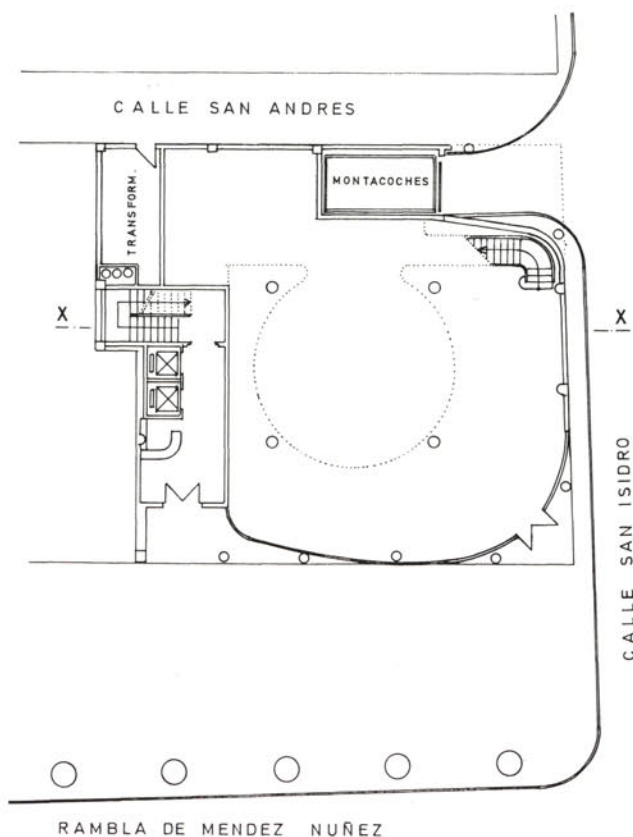 CALLE SAN ANDRES
MONTACOCHES
TRANSFORM.
X
X
CALLE SAN ISIDRO
RAMBLA DE MENDEZ NUÑEZ